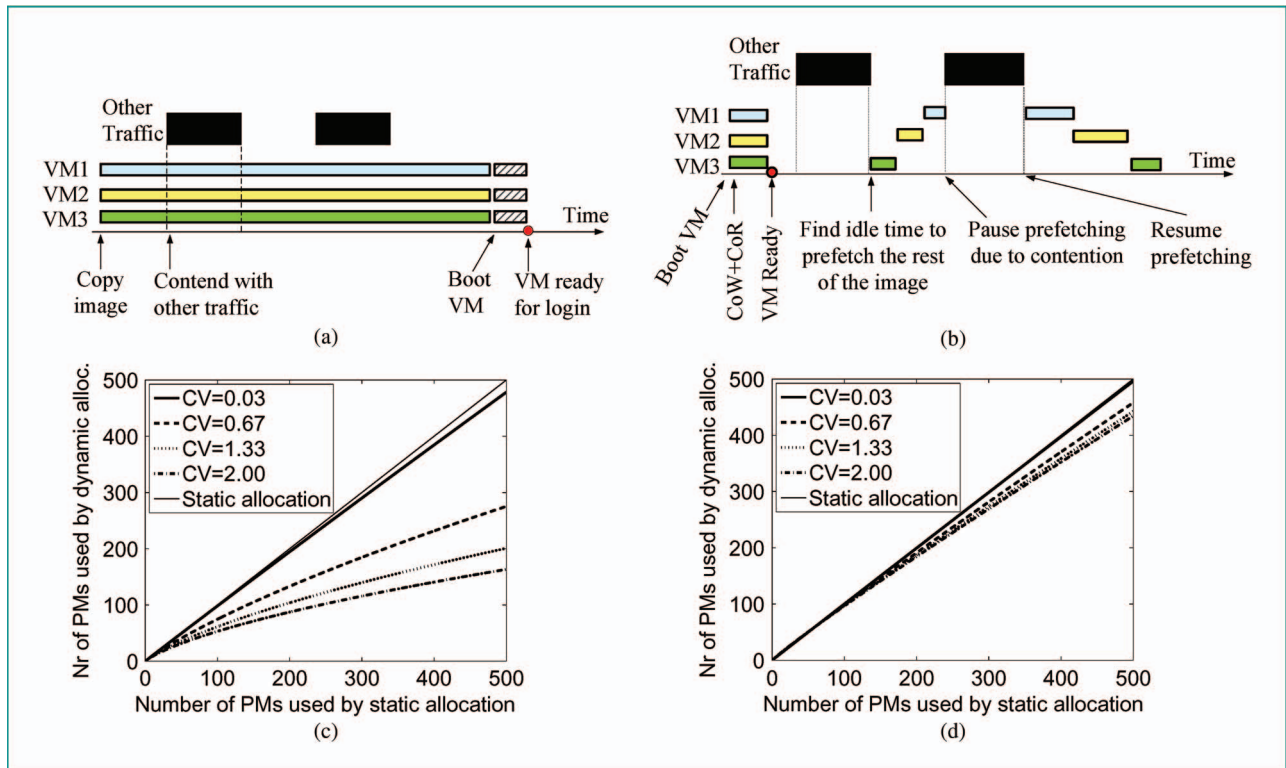 Other
Traffic
VM1
VM2
VM3
Time
Copy
image
Contend with
other traffic
Boot
VM
VM ready
for login
(a)
Other
Traffic
VM1
VM2
VM3
Time
Boot VM
CoW+CoR
VM Ready
Find idle time to
prefetch the rest
of the image
Pause prefetching
due to contention
Resume
prefetching
(b)
Nr of PMs used by dynamic alloc.
500
400
300
200
100
0
CV=0.03
CV=0.67
CV=1.33
CV=2.00
Static allocation
0 100 200 300 400 500
Number of PMs used by static allocation
(c)
Nr of PMs used by dynamic alloc.
500
400
300
200
100
0
CV=0.03
CV=0.67
CV=1.33
CV=2.00
Static allocation
0 100 200 300 400 500
Number of PMs used by static allocation
(d)